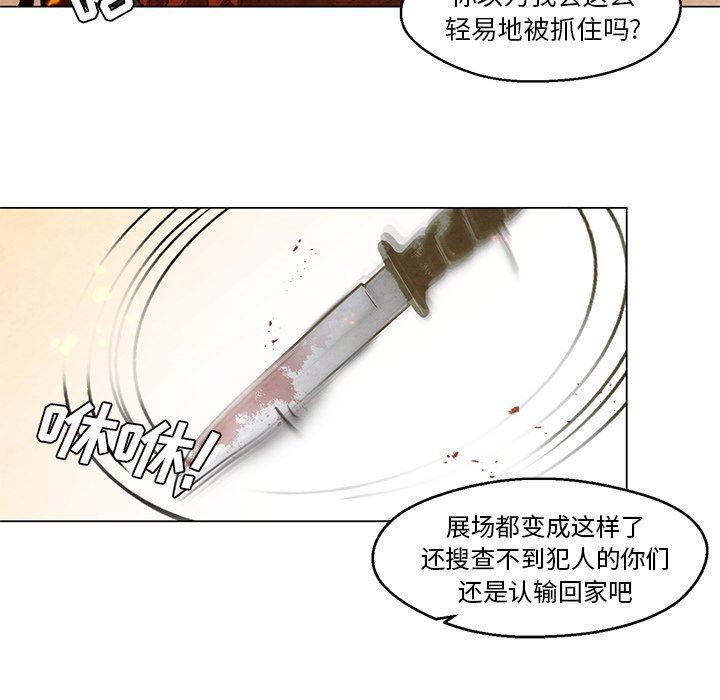 轻易地被抓住吗?
咻咻!
展场都变成这样了
还搜查不到犯人的你们
还是认输回家吧